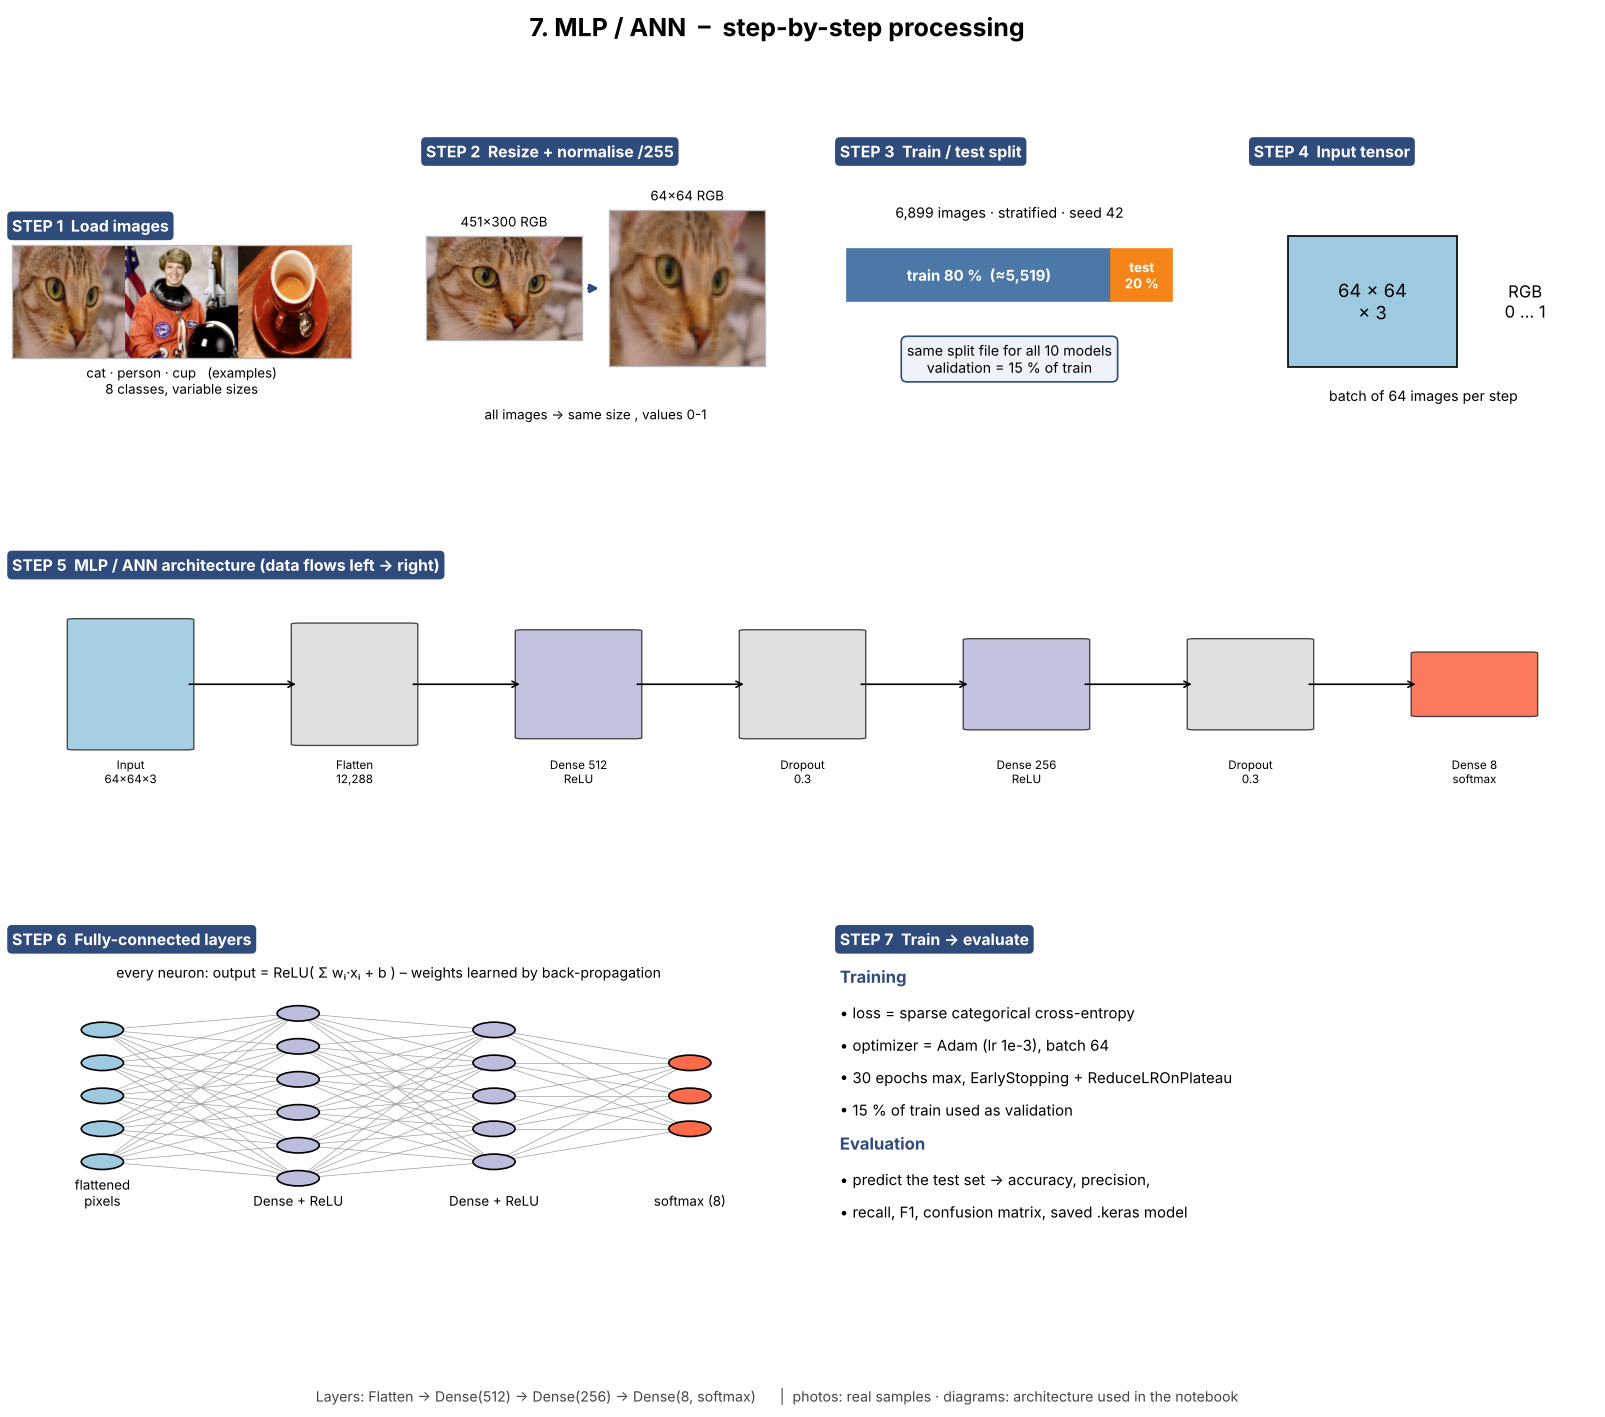 7. MLP / ANN – step-by-step processing
STEP 1 Load images
cat · person · cup (examples)
8 classes, variable sizes
STEP 2 Resize + normalise /255
451×300 RGB
64×64 RGB
all images → same size , values 0-1
STEP 3 Train / test split
6,899 images · stratified · seed 42
train 80 % (≈5,519)
test
20 %
same split file for all 10 models
validation = 15 % of train
STEP 4 Input tensor
64 × 64
× 3
RGB
0 ... 1
batch of 64 images per step
STEP 5 MLP / ANN architecture (data flows left → right)
Input
64×64×3
Flatten
12,288
Dense 512
ReLU
Dropout
0.3
Dense 256
ReLU
Dropout
0.3
Dense 8
softmax
STEP 6 Fully-connected layers
every neuron: output = ReLU( Σ wᵢ·xᵢ + b ) – weights learned by back-propagation
flattened
pixels
Dense + ReLU
Dense + ReLU
softmax (8)
STEP 7 Train → evaluate
Training
• loss = sparse categorical cross-entropy
• optimizer = Adam (lr 1e-3), batch 64
• 30 epochs max, EarlyStopping + ReduceLROnPlateau
• 15 % of train used as validation
Evaluation
• predict the test set → accuracy, precision,
• recall, F1, confusion matrix, saved .keras model
Layers: Flatten → Dense(512) → Dense(256) → Dense(8, softmax) | photos: real samples · diagrams: architecture used in the notebook